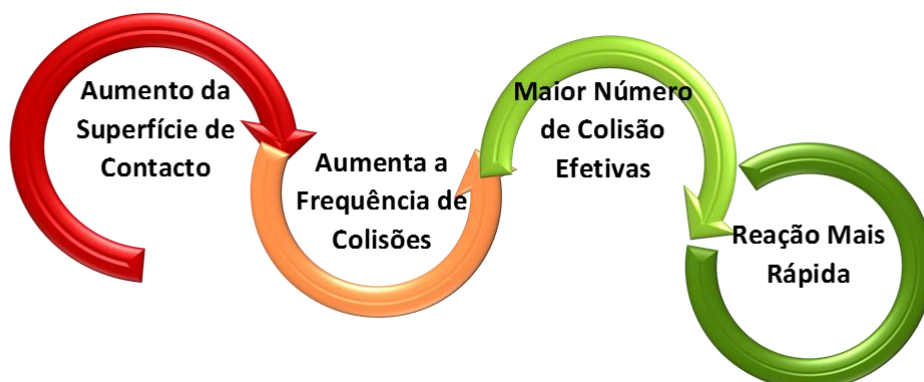 Aumento da
Superfície de
Contacto
Aumenta a
Frequência de
Colisões
Maior Número
de Colisão
Efetivas
Reação Mais
Rápida